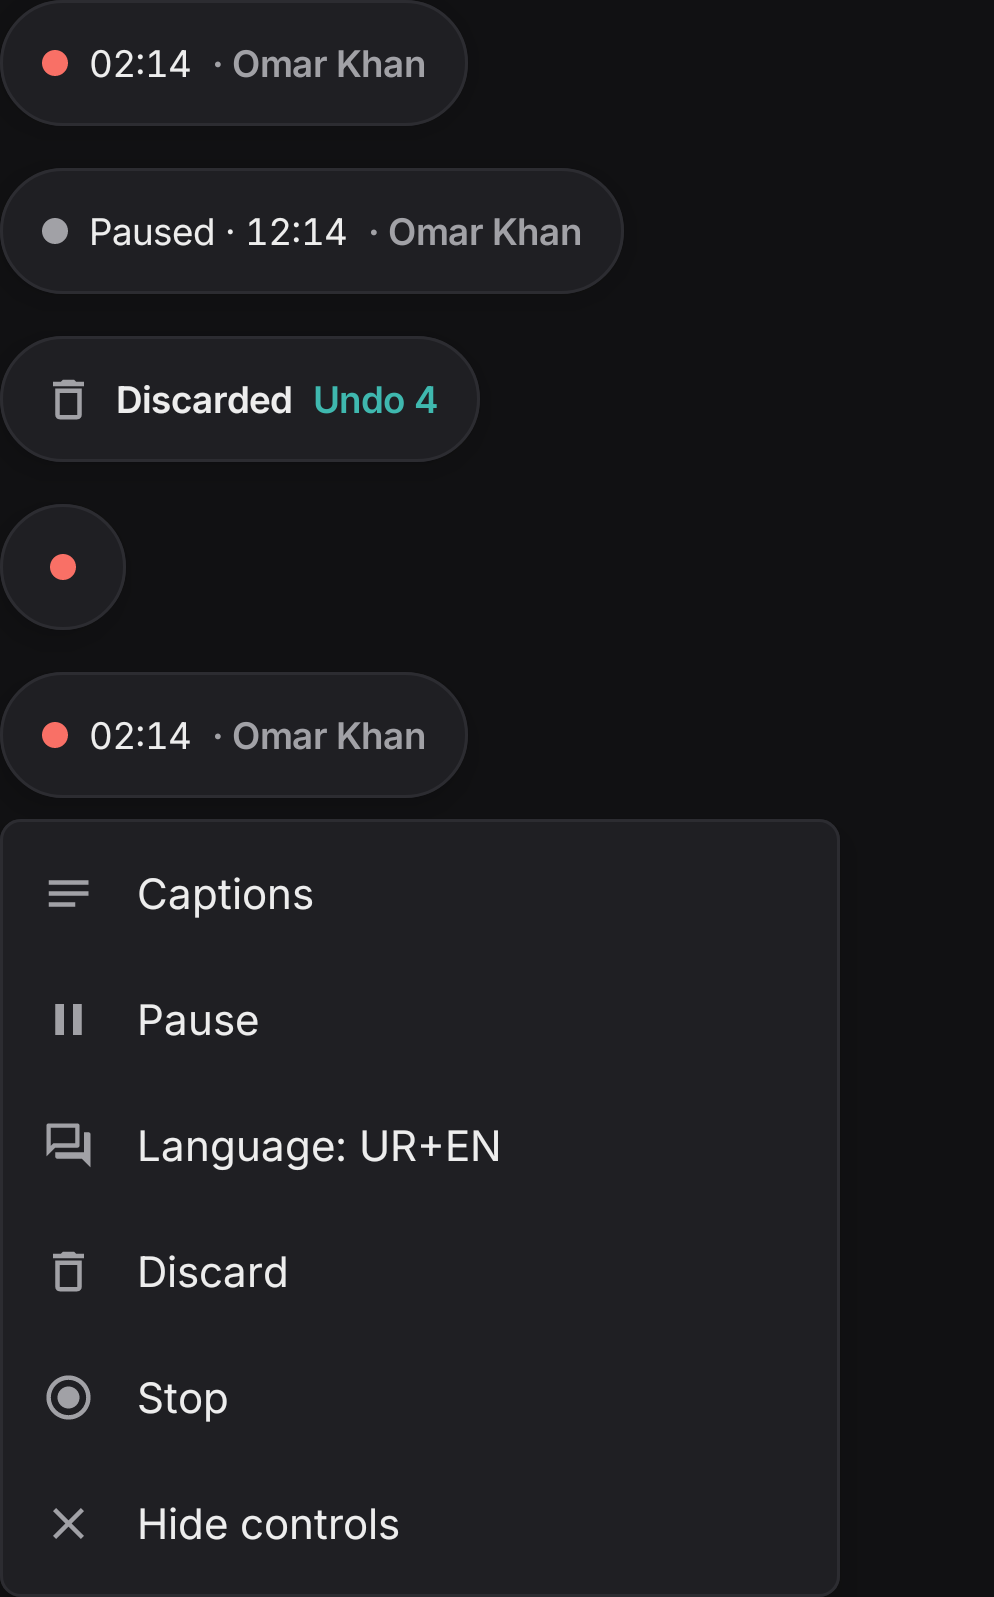 02:14 · Omar Khan
Paused · 12:14 · Omar Khan
Discarded Undo 4
02:14 · Omar Khan
Captions
Pause
Language: UR+EN
Discard
Stop
Hide controls